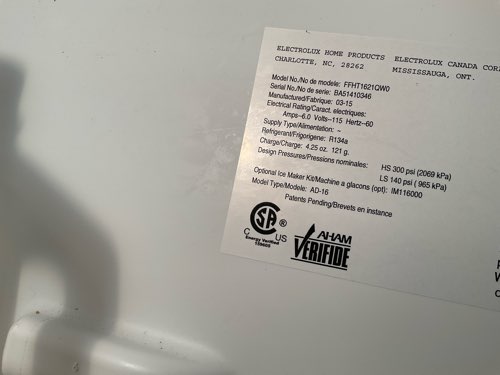 ELECTROLUX HOME PRODUCTS ELECTROLUX CANADA
CHARLOTTE, NC, 28262 MISSISSAUGA, ONT.
Model No./No de modele: FFHT1621QW0
Serial No./No de serie: BA51410346
Manufactured/Fabrique: 03-15
Electrical Rating/Caract. electriques:
Amps-6.0 Volts-115 Hertz-60
Supply Type/Alimentation: ~
Refrigerant/Frigorigene: R134a
Charge/Charge: 4.25 oz. 121 g.
Design Pressures/Pressions nominales: HS 300 psi (2069 kPa)
LS 140 psi ( 965 kPa)
Optional Ice Maker Kit/Machine a glacons (opt): IM116000
Model Type/Modele: AD-16
Patents Pending/Brevets en instance
C SA ® US
Energy Verified
AHAM
VERIFIDE